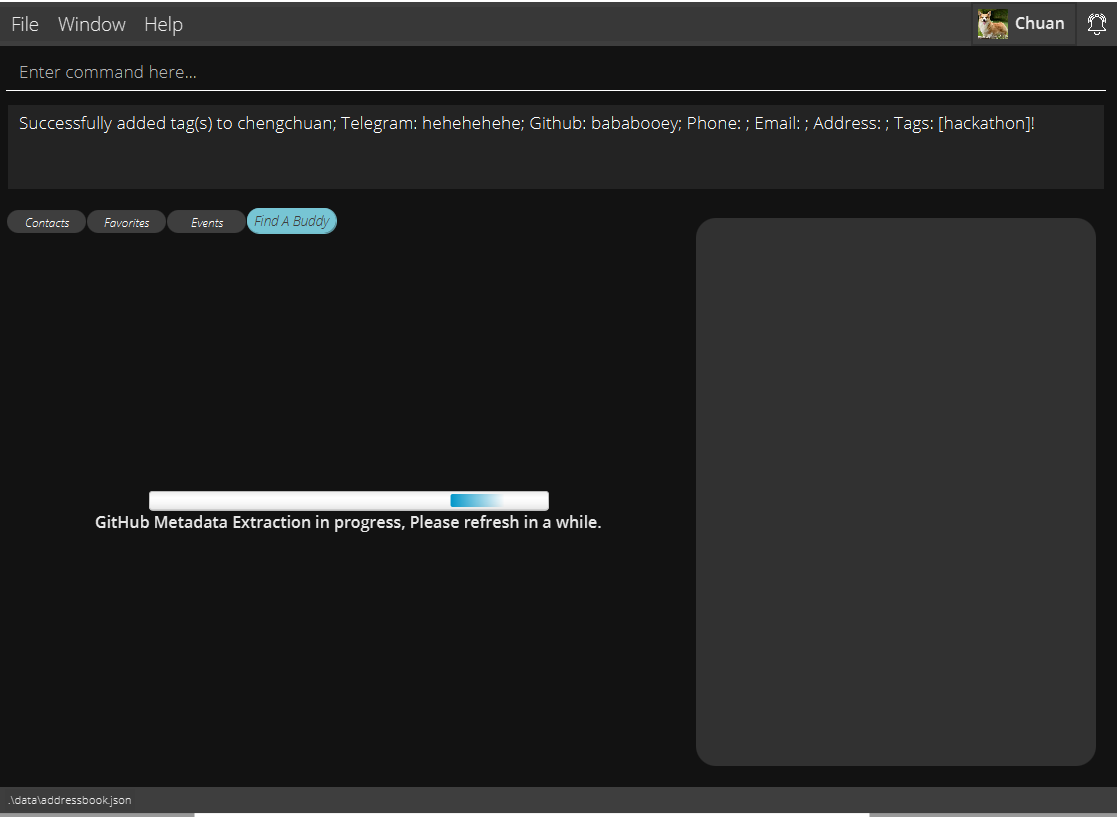 File Window Help Chuan
Enter command here...
Successfully added tag(s) to chengchuan; Telegram: hehehehehe; Github: bababooey; Phone: ; Email: ; Address: ; Tags: [hackathon]!
Contacts Favorites Events Find A Buddy
GitHub Metadata Extraction in progress, Please refresh in a while.
.\data\addressbook.json